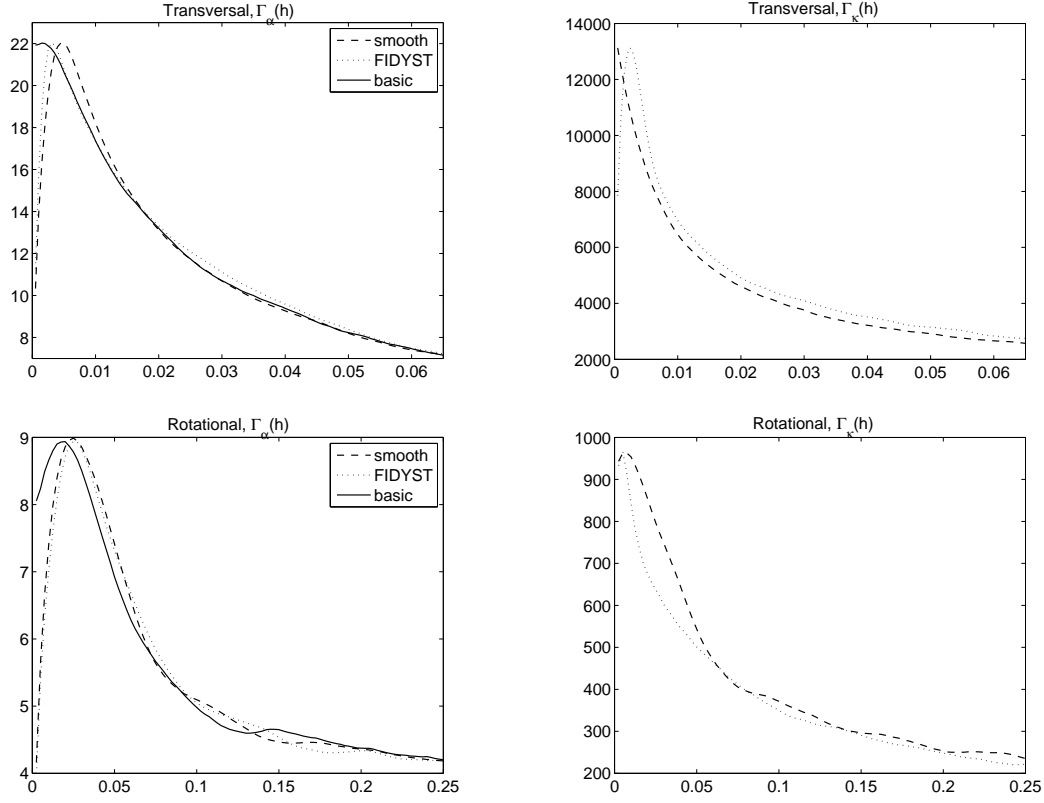 Transversal, Γα(h)
smooth
FIDYST
basic
22
20
18
16
14
12
10
8
0 0.01 0.02 0.03 0.04 0.05 0.06
Transversal, Γκ(h)
14000
12000
10000
8000
6000
4000
2000
0 0.01 0.02 0.03 0.04 0.05 0.06
Rotational, Γα(h)
smooth
FIDYST
basic
9
8
7
6
5
4
0 0.05 0.1 0.15 0.2 0.25
Rotational, Γκ(h)
1000
900
800
700
600
500
400
300
200
0 0.05 0.1 0.15 0.2 0.25